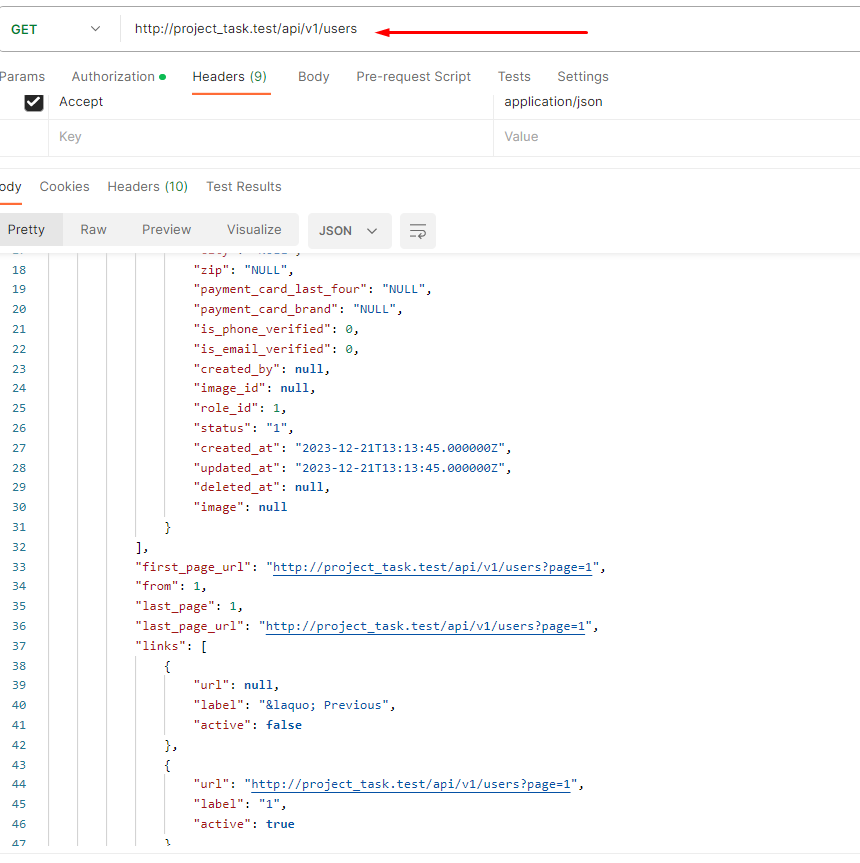 GET http://project_task.test/api/v1/users
Params Authorization Headers (9) Body Pre-request Script Tests Settings
Accept application/json
Key Value
ody Cookies Headers (10) Test Results
Pretty Raw Preview Visualize JSON
18 "zip": "NULL",
19 "payment_card_last_four": "NULL",
20 "payment_card_brand": "NULL",
21 "is_phone_verified": 0,
22 "is_email_verified": 0,
23 "created_by": null,
24 "image_id": null,
25 "role_id": 1,
26 "status": "1",
27 "created_at": "2023-12-21T13:13:45.000000Z",
28 "updated_at": "2023-12-21T13:13:45.000000Z",
29 "deleted_at": null,
30 "image": null
31 }
32 ],
33 "first_page_url": "http://project_task.test/api/v1/users?page=1",
34 "from": 1,
35 "last_page": 1,
36 "last_page_url": "http://project_task.test/api/v1/users?page=1",
37 "links": [
38 {
39 "url": null,
40 "label": "&laquo; Previous",
41 "active": false
42 },
43 {
44 "url": "http://project_task.test/api/v1/users?page=1",
45 "label": "1",
46 "active": true
47 }